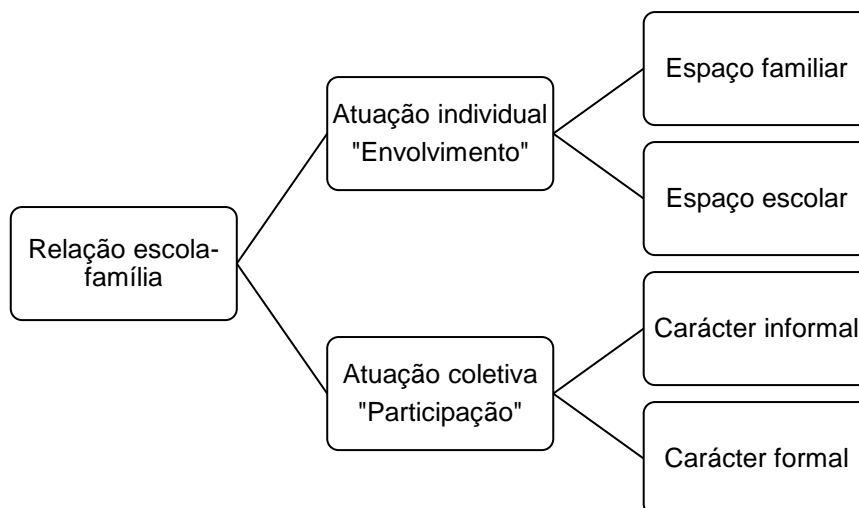 Relação escola-
família
Atuação individual
"Envolvimento"
Espaço familiar
Espaço escolar
Atuação coletiva
"Participação"
Carácter informal
Carácter formal